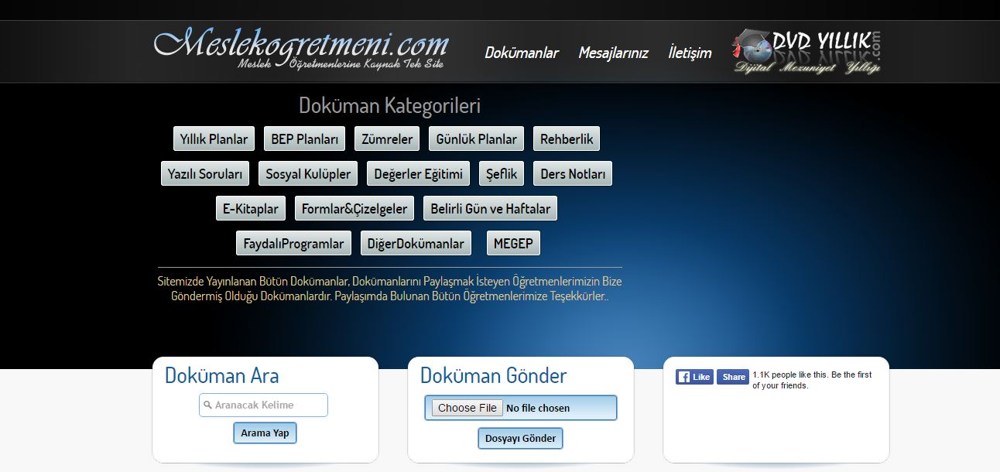 Meslekogretmeni.com
Meslek Öğretmenlerine Kaynak Tek Site
Dokümanlar Mesajlarınız İletişim
DVD YILLIK.com
Dijital Mezuniyet Yıllığı
Doküman Kategorileri
Yıllık Planlar BEP Planları Zümreler Günlük Planlar Rehberlik
Yazılı Soruları Sosyal Kulüpler Değerler Eğitimi Şeflik Ders Notları
E-Kitaplar Formlar&Çizelgeler Belirli Gün ve Haftalar
FaydalıProgramlar DiğerDokümanlar MEGEP
Sitemizde Yayınlanan Bütün Dokümanlar, Dokümanlarını Paylaşmak İsteyen Öğretmenlerimizin Bize
Göndermiş Olduğu Dokümanlardır. Paylaşımda Bulunan Bütün Öğretmenlerimize Teşekkürler..
Doküman Ara
Aranacak Kelime
Arama Yap
Doküman Gönder
Choose File No file chosen
Dosyayı Gönder
Like Share 1.1K people like this. Be the first
of your friends.